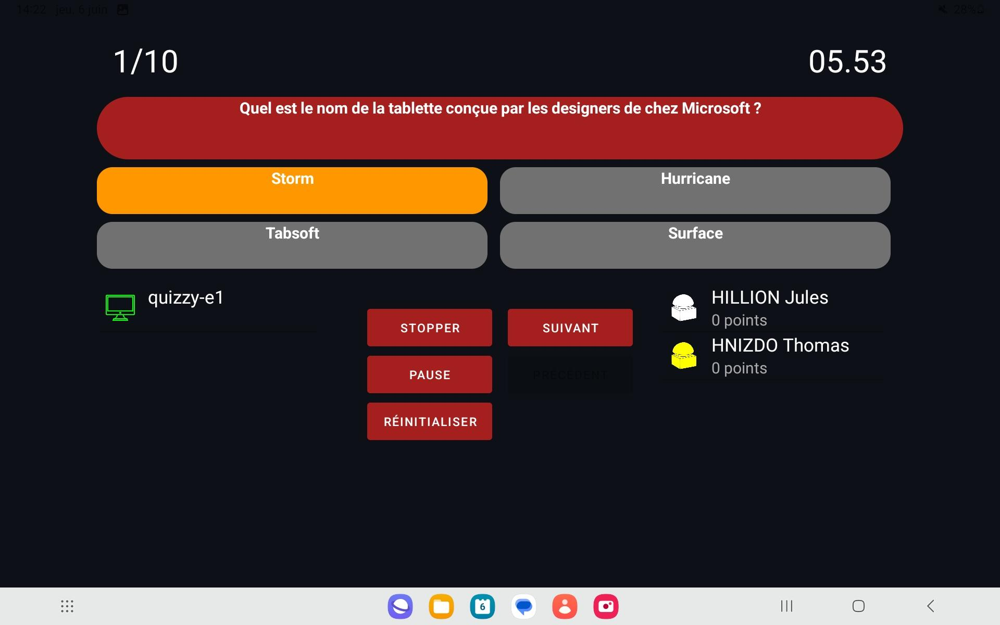 14:22 jeu. 6 juin 28%
1/10 05.53
Quel est le nom de la tablette conçue par les designers de chez Microsoft ?
Storm Hurricane
Tabsoft Surface
quizzy-e1
HILLION Jules
0 points
HNIZDO Thomas
0 points
STOPPER SUIVANT
PAUSE PRÉCÉDENT
RÉINITIALISER
6